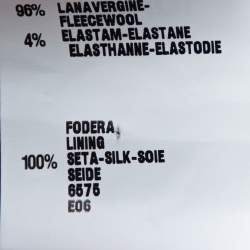 96% LANAVERGINE-
FLEECEWOOL
4% ELASTAM-ELASTANE
ELASTHANNE-ELASTODIE
FODERA
LINING
100% SETA-SILK-SOIE
SEIDE
6575
E06